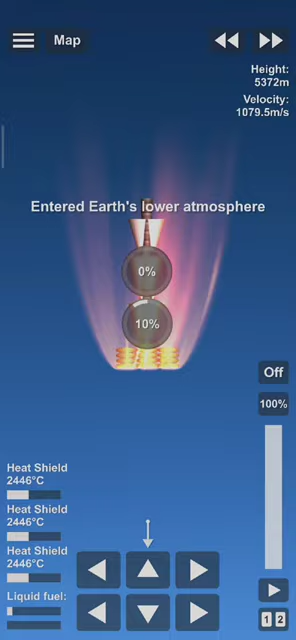 Map
Height:
5372m
Velocity:
1079.5m/s
Entered Earth's lower atmosphere
0%
10%
Off
100%
Heat Shield
2446°C
Heat Shield
2446°C
Heat Shield
2446°C
Liquid fuel:
1 2